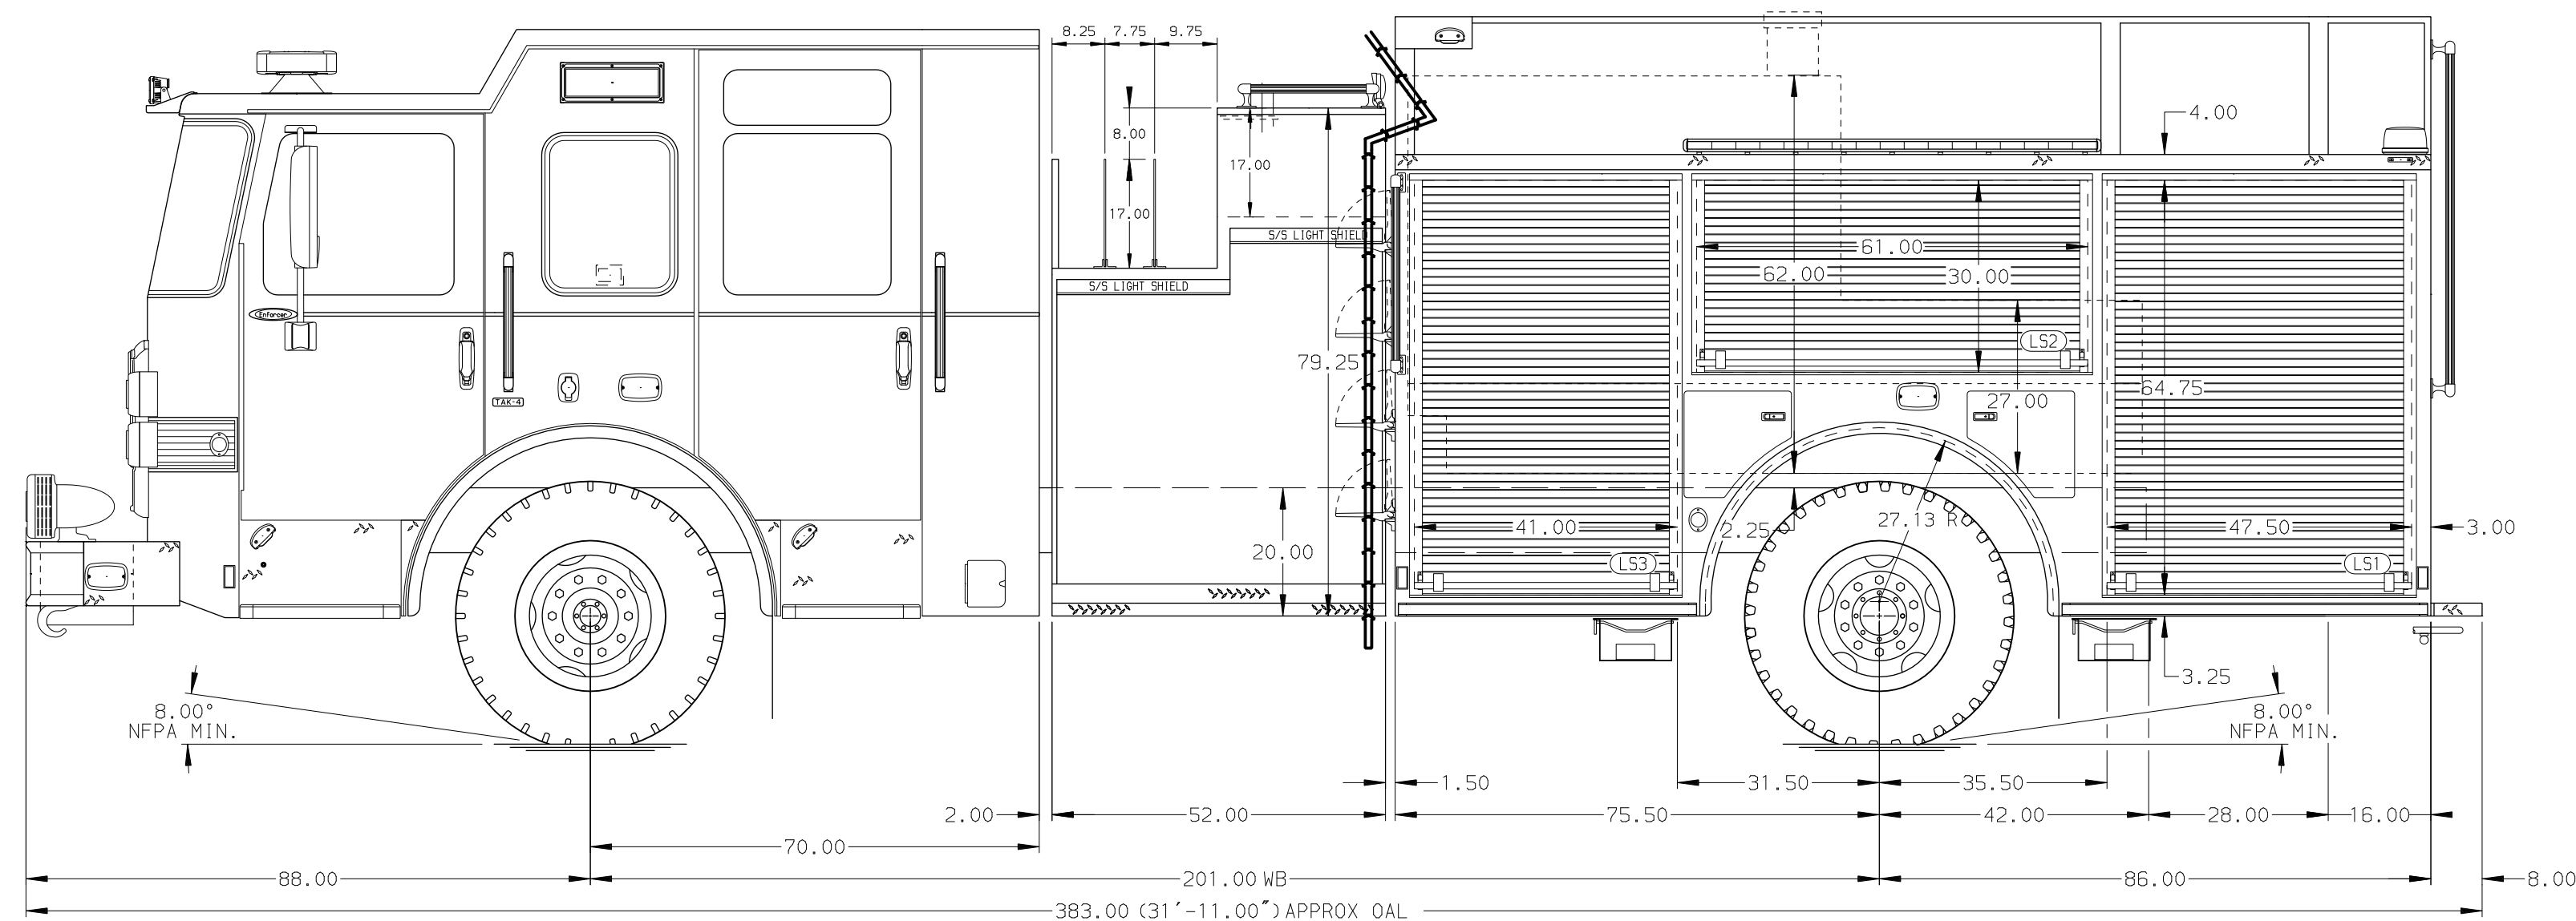 8.25 7.75 9.75
4.00
8.00
17.00
17.00
S/S LIGHT SHIELD
61.00
62.00
30.00
S/S LIGHT SHIELD
Enforcer
LS2
79.25
64.75
27.00
TAK-4
27.13 R
41.00
2.25
47.50
3.00
20.00
LS3
LS1
3.25
8.00°
NFPA MIN.
8.00°
NFPA MIN.
1.50
31.50
35.50
2.00
52.00
75.50
42.00
28.00
16.00
70.00
88.00
201.00 WB
86.00
8.00
383.00 (31'-11.00") APPROX OAL